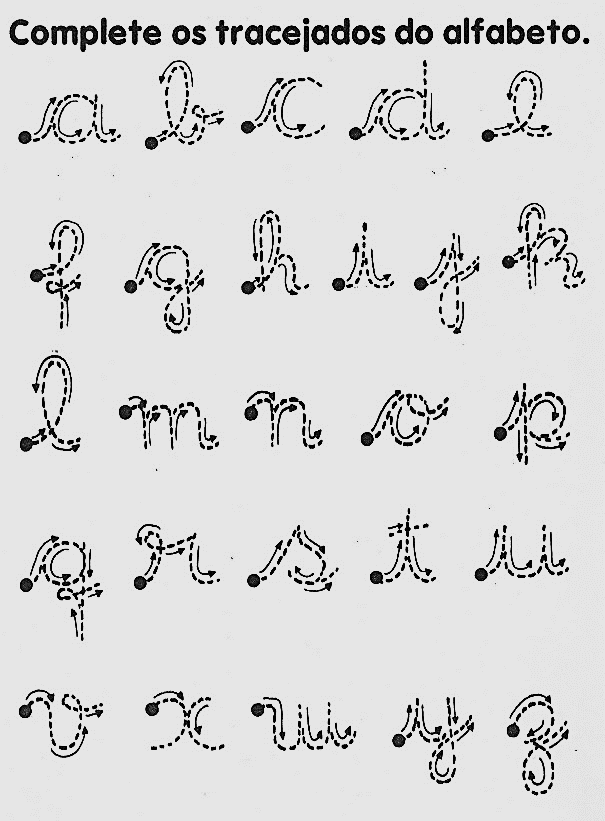 Complete os tracejados do alfabeto.
a b c d e
f g h i j k
l m n o p
q r s t u
v x w y z